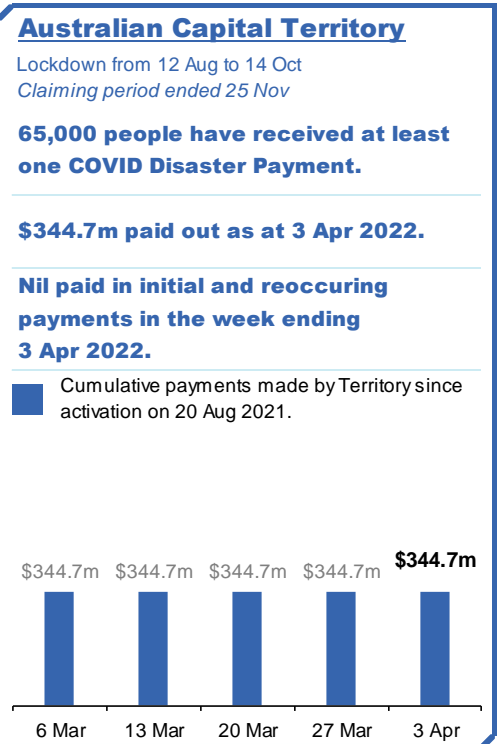 Australian Capital Territory
Lockdown from 12 Aug to 14 Oct
Claiming period ended 25 Nov
65,000 people have received at least
one COVID Disaster Payment.
$344.7m paid out as at 3 Apr 2022.
Nil paid in initial and reoccuring
payments in the week ending
3 Apr 2022.
Cumulative payments made by Territory since
activation on 20 Aug 2021.
$344.7m $344.7m $344.7m $344.7m $344.7m
6 Mar 13 Mar 20 Mar 27 Mar 3 Apr